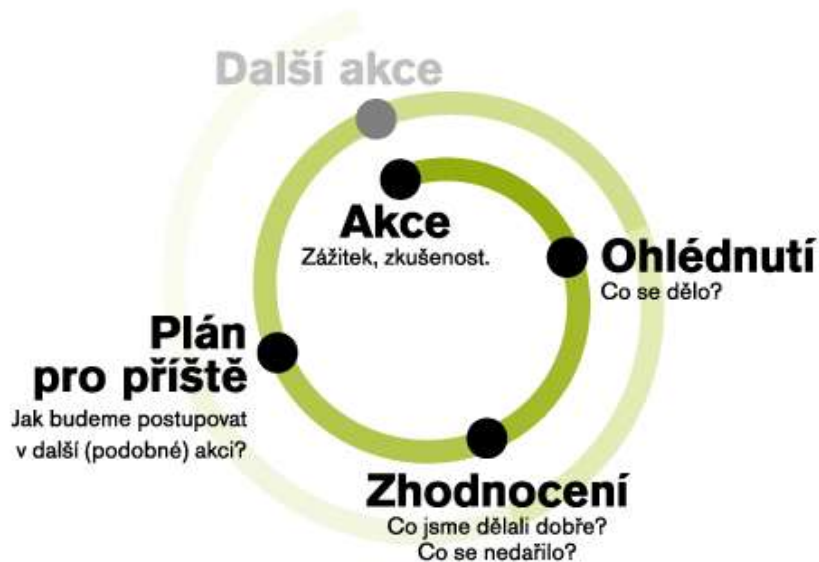 Další akce
Akce
Zážitek, zkušenost.
Ohlédnutí
Co se dělo?
Zhodnocení
Co jsme dělali dobře?
Co se nedařilo?
Plán
pro příště
Jak budeme postupovat
v další (podobné) akci?